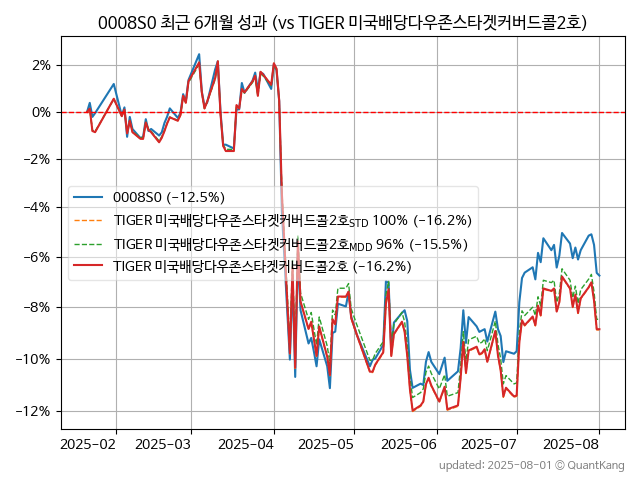 0008S0 최근 6개월 성과 (vs TIGER 미국배당다우존스타겟커버드콜2호)
2%
0%
−2%
−4%
−6%
−8%
−10%
−12%
0008S0 (−12.5%)
TIGER 미국배당다우존스타겟커버드콜2호STD 100% (−16.2%)
TIGER 미국배당다우존스타겟커버드콜2호MDD 96% (−15.5%)
TIGER 미국배당다우존스타겟커버드콜2호 (−16.2%)
2025-02 2025-03 2025-04 2025-05 2025-06 2025-07 2025-08
updated: 2025-08-01 © QuantKang